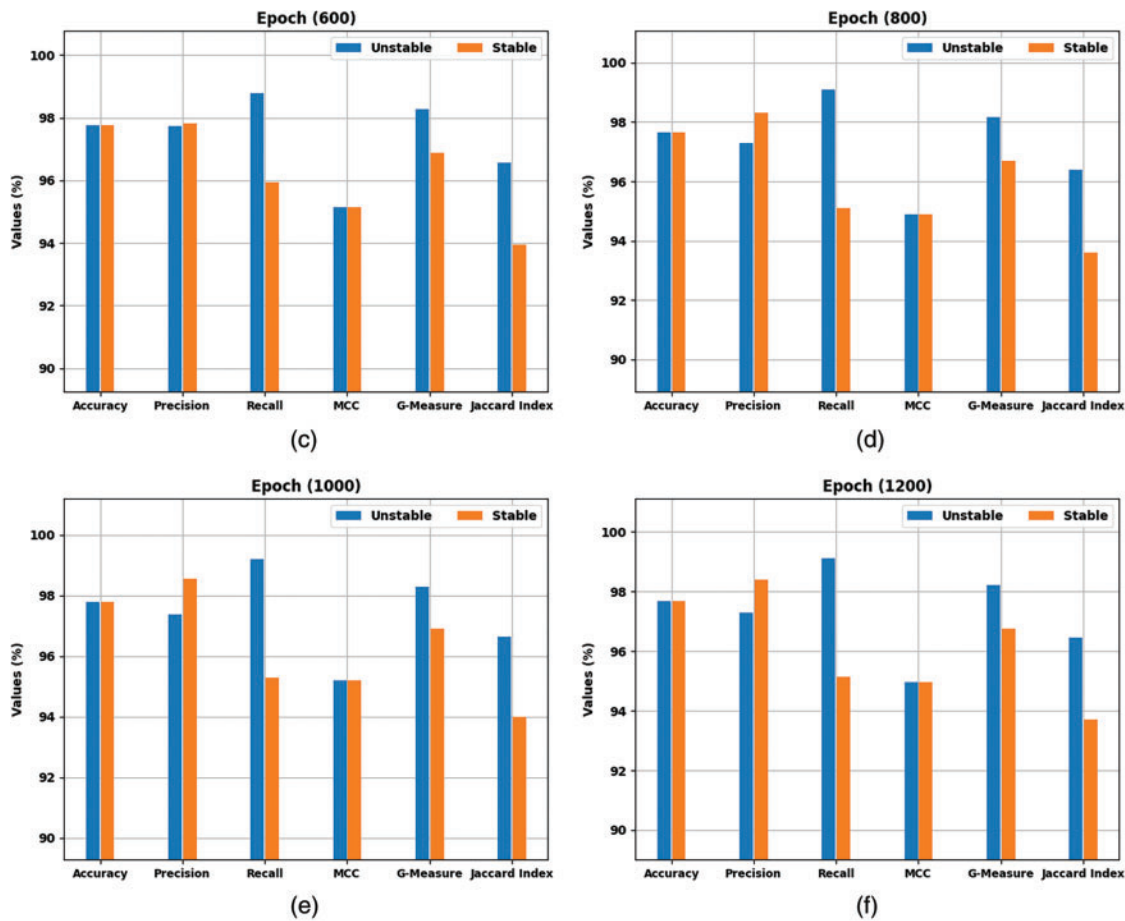 Epoch (600)
Unstable Stable
Values (%)
100
98
96
94
92
90
Accuracy Precision Recall MCC G-Measure Jaccard Index
(c)
Epoch (800)
Unstable Stable
Values (%)
100
98
96
94
92
90
Accuracy Precision Recall MCC G-Measure Jaccard Index
(d)
Epoch (1000)
Unstable Stable
Values (%)
100
98
96
94
92
90
Accuracy Precision Recall MCC G-Measure Jaccard Index
(e)
Epoch (1200)
Unstable Stable
Values (%)
100
98
96
94
92
90
Accuracy Precision Recall MCC G-Measure Jaccard Index
(f)